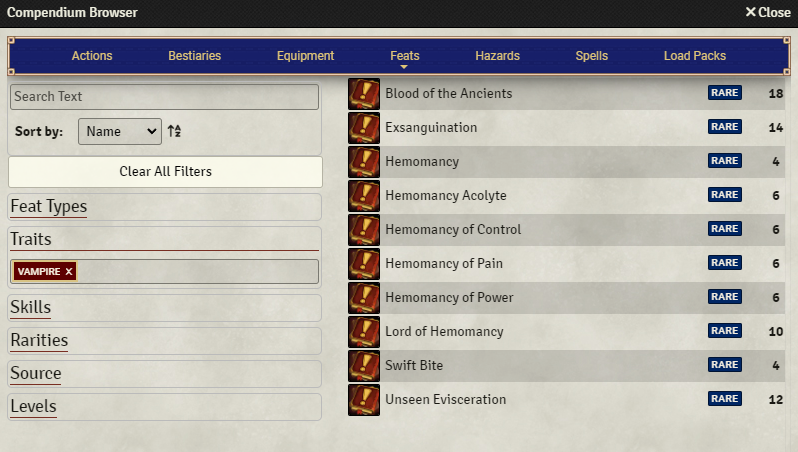 Compendium Browser
✕ Close
Actions Bestiaries Equipment Feats Hazards Spells Load Packs
Search Text
Sort by: Name
Clear All Filters
Feat Types
Traits
VAMPIRE X
Skills
Rarities
Source
Levels
Blood of the Ancients RARE 18
Exsanguination RARE 14
Hemomancy RARE 4
Hemomancy Acolyte RARE 6
Hemomancy of Control RARE 6
Hemomancy of Pain RARE 6
Hemomancy of Power RARE 6
Lord of Hemomancy RARE 10
Swift Bite RARE 4
Unseen Evisceration RARE 12